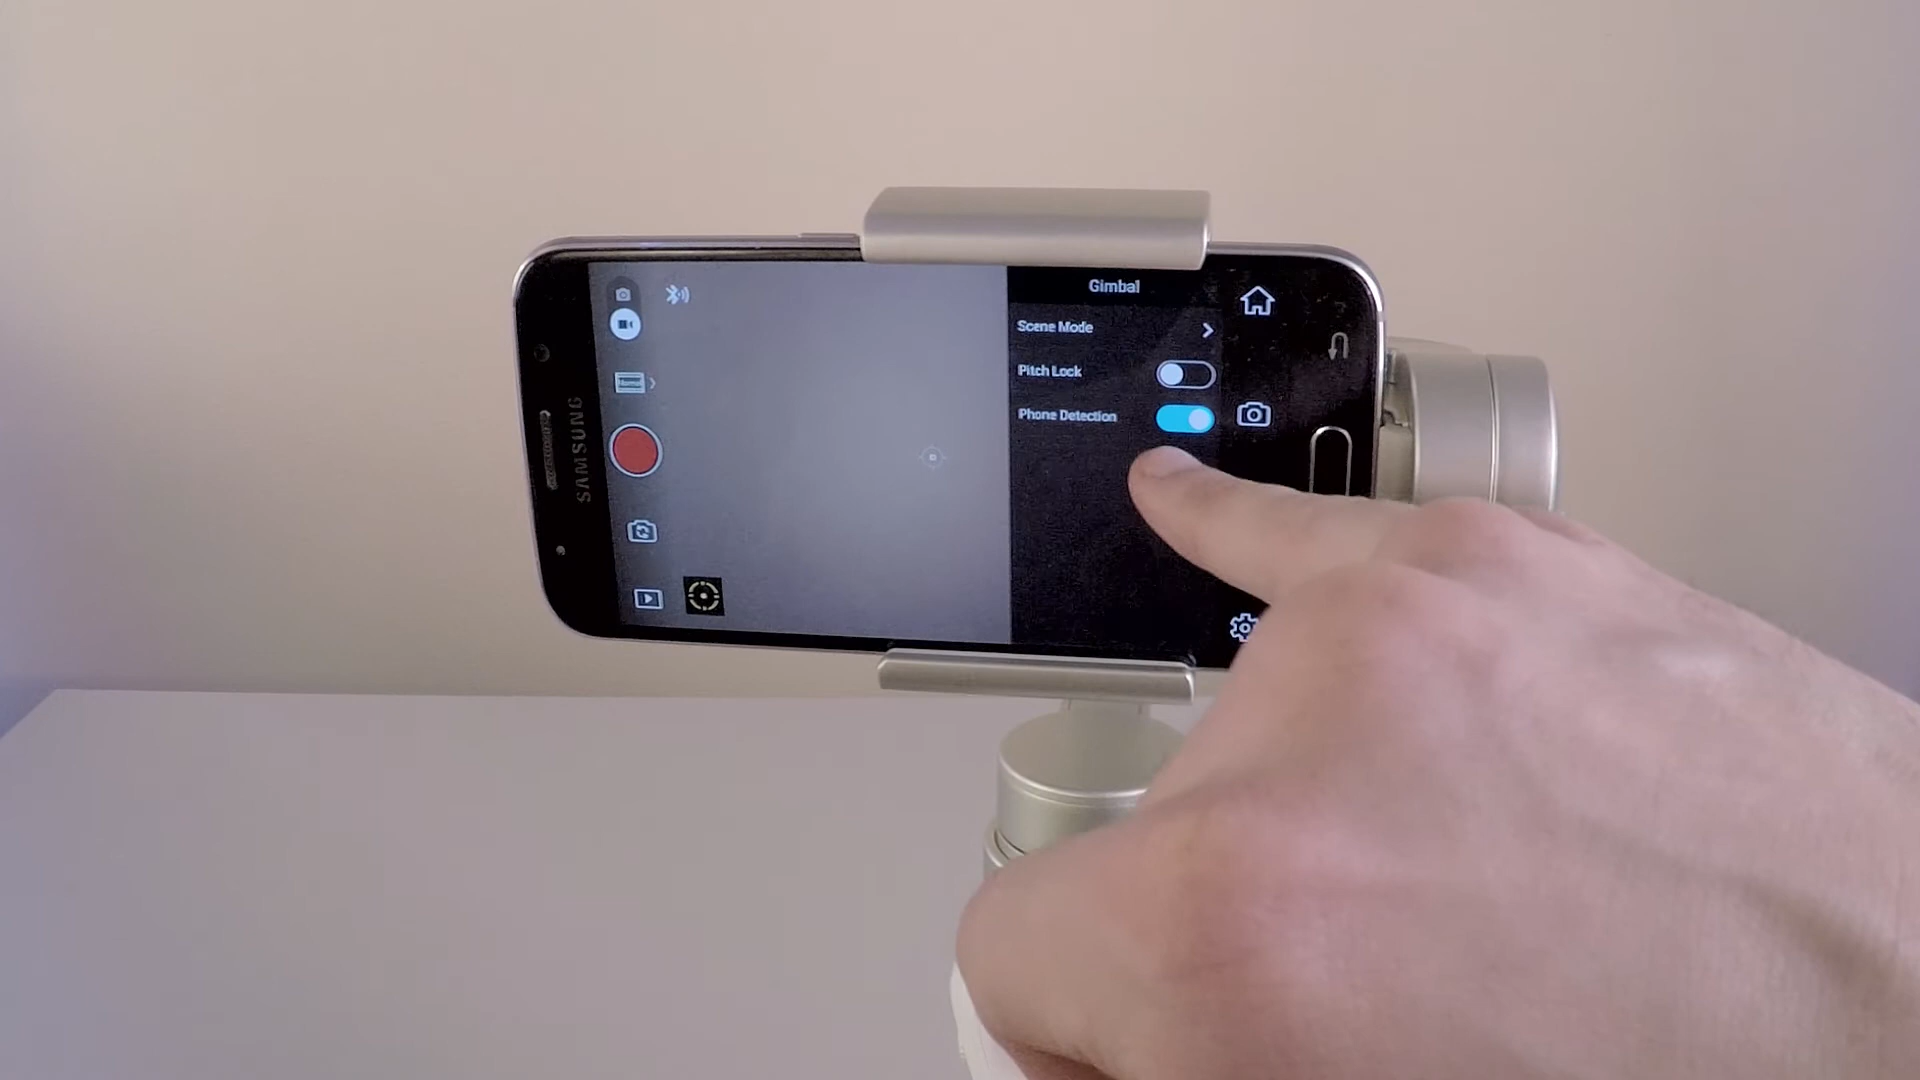 SAMSUNG
Gimbal
Scene Mode
Pitch Lock
Phone Detection